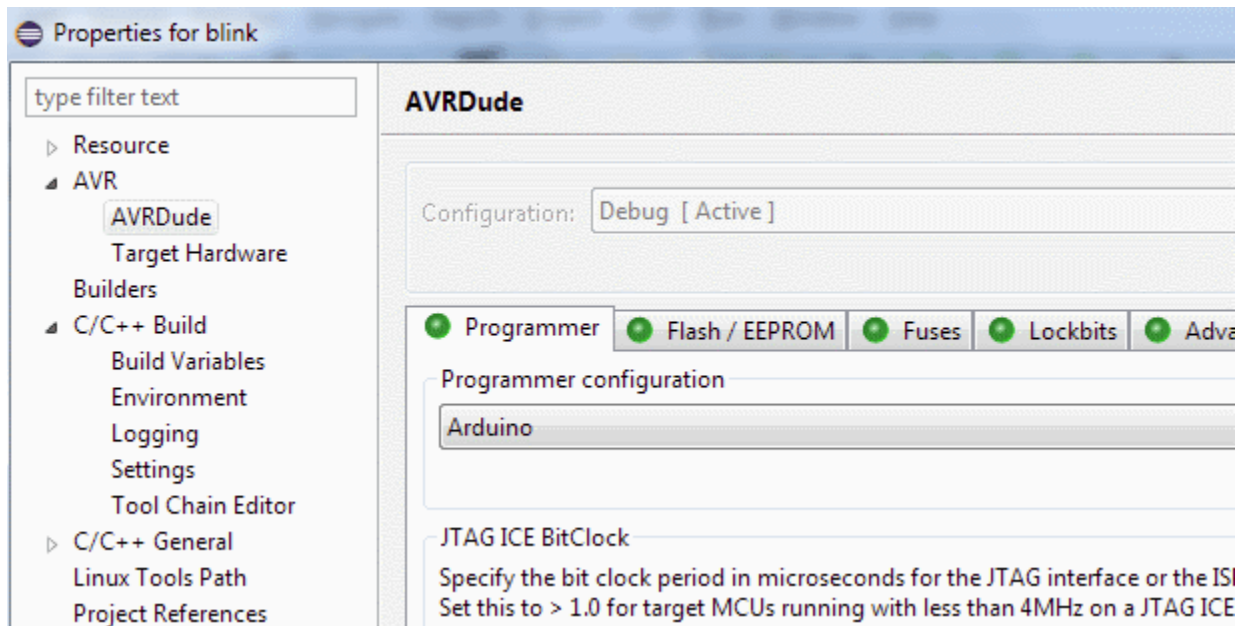 Properties for blink
type filter text
Resource
AVR
AVRDude
Target Hardware
Builders
C/C++ Build
Build Variables
Environment
Logging
Settings
Tool Chain Editor
C/C++ General
Linux Tools Path
Project References
AVRDude
Configuration: Debug [ Active ]
Programmer Flash / EEPROM Fuses Lockbits Adva
Programmer configuration
Arduino
JTAG ICE BitClock
Specify the bit clock period in microseconds for the JTAG interface or the IS
Set this to > 1.0 for target MCUs running with less than 4MHz on a JTAG ICE